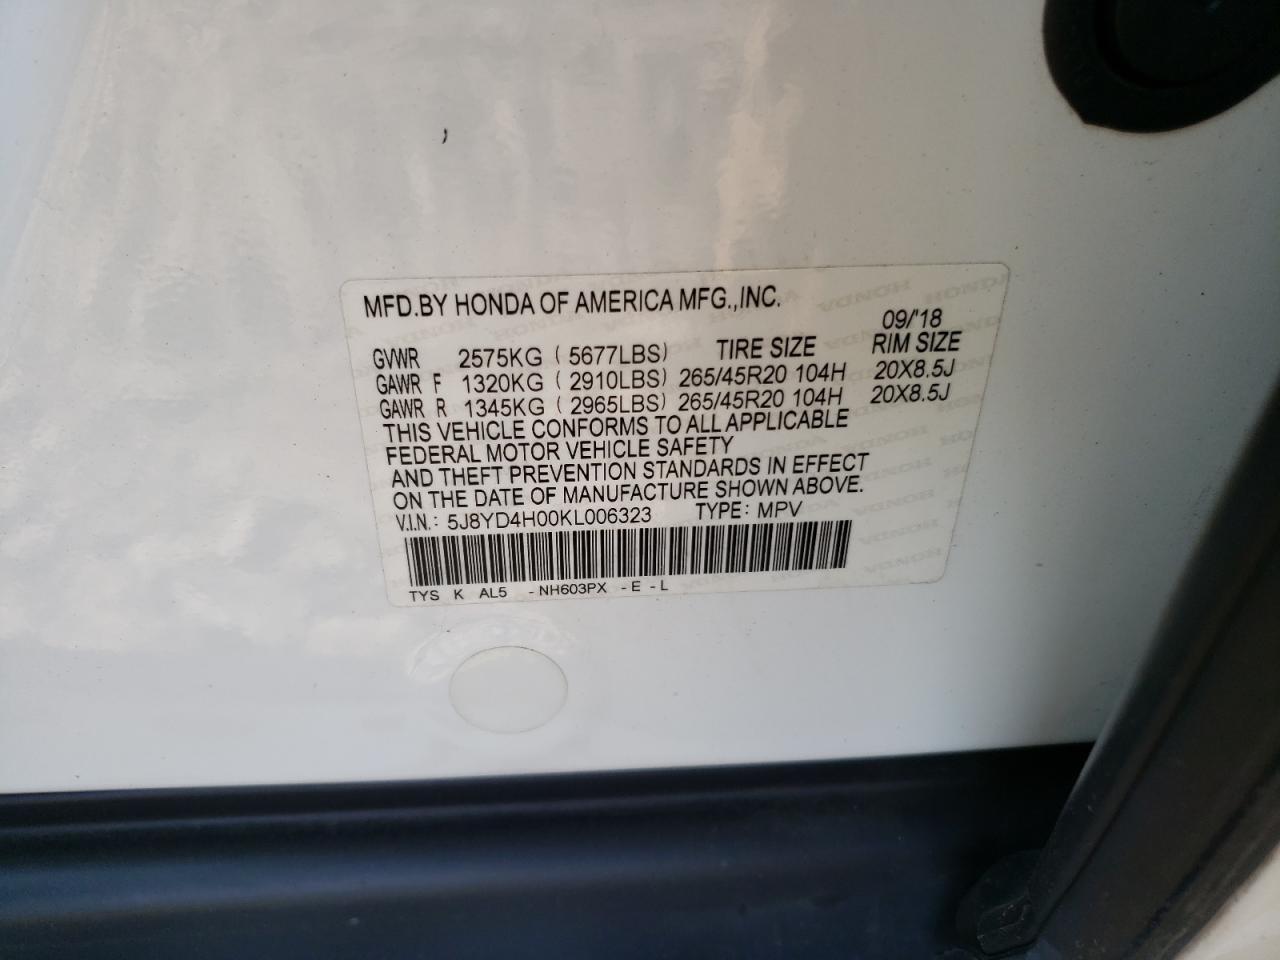 MFD.BY HONDA OF AMERICA MFG.,INC.
09/'18
GVWR 2575KG ( 5677LBS) TIRE SIZE RIM SIZE
GAWR F 1320KG ( 2910LBS) 265/45R20 104H 20X8.5J
GAWR R 1345KG ( 2965LBS) 265/45R20 104H 20X8.5J
THIS VEHICLE CONFORMS TO ALL APPLICABLE
FEDERAL MOTOR VEHICLE SAFETY
AND THEFT PREVENTION STANDARDS IN EFFECT
ON THE DATE OF MANUFACTURE SHOWN ABOVE.
V.I.N.: 5J8YD4H00KL006323 TYPE: MPV
TYS K AL5 -NH603PX -E -L